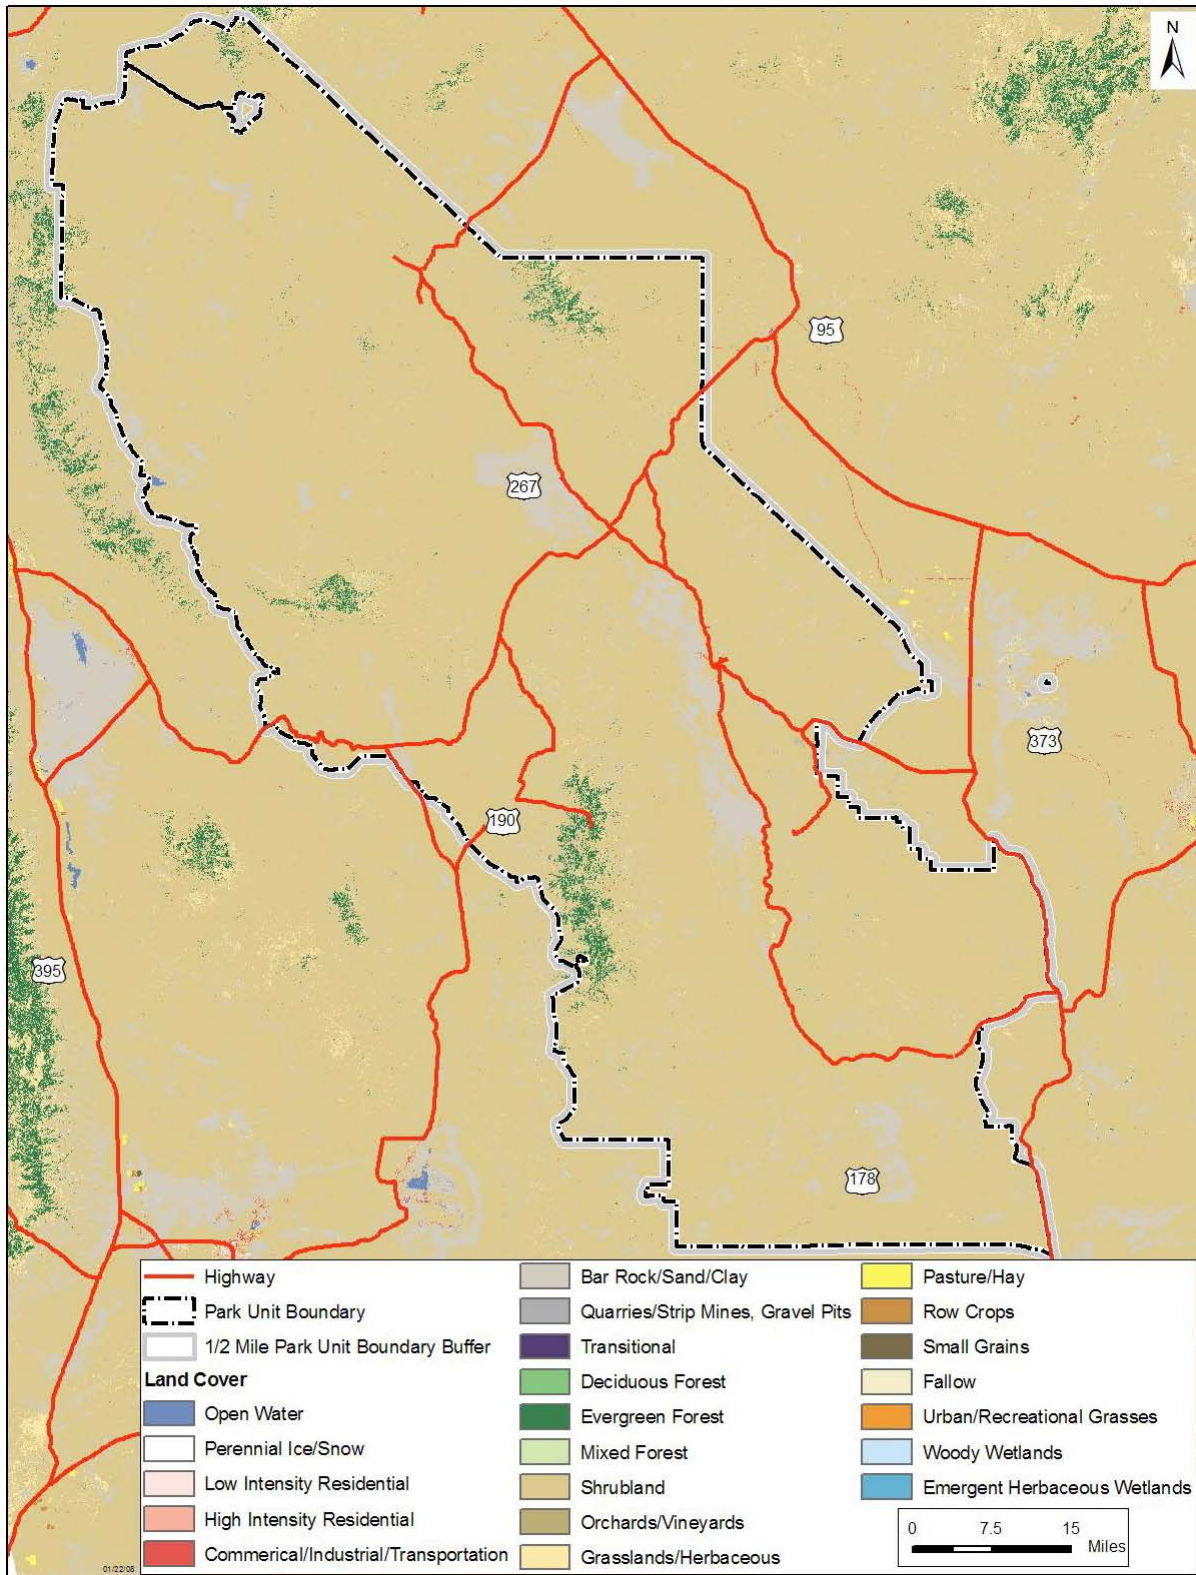 N
95
267
373
190
395
178
Highway
Park Unit Boundary
1/2 Mile Park Unit Boundary Buffer
Land Cover
Open Water
Perennial Ice/Snow
Low Intensity Residential
High Intensity Residential
Commerical/Industrial/Transportation
Bar Rock/Sand/Clay
Quarries/Strip Mines, Gravel Pits
Transitional
Deciduous Forest
Evergreen Forest
Mixed Forest
Shrubland
Orchards/Vineyards
Grasslands/Herbaceous
Pasture/Hay
Row Crops
Small Grains
Fallow
Urban/Recreational Grasses
Woody Wetlands
Emergent Herbaceous Wetlands
0 7.5 15
Miles
01/22/08